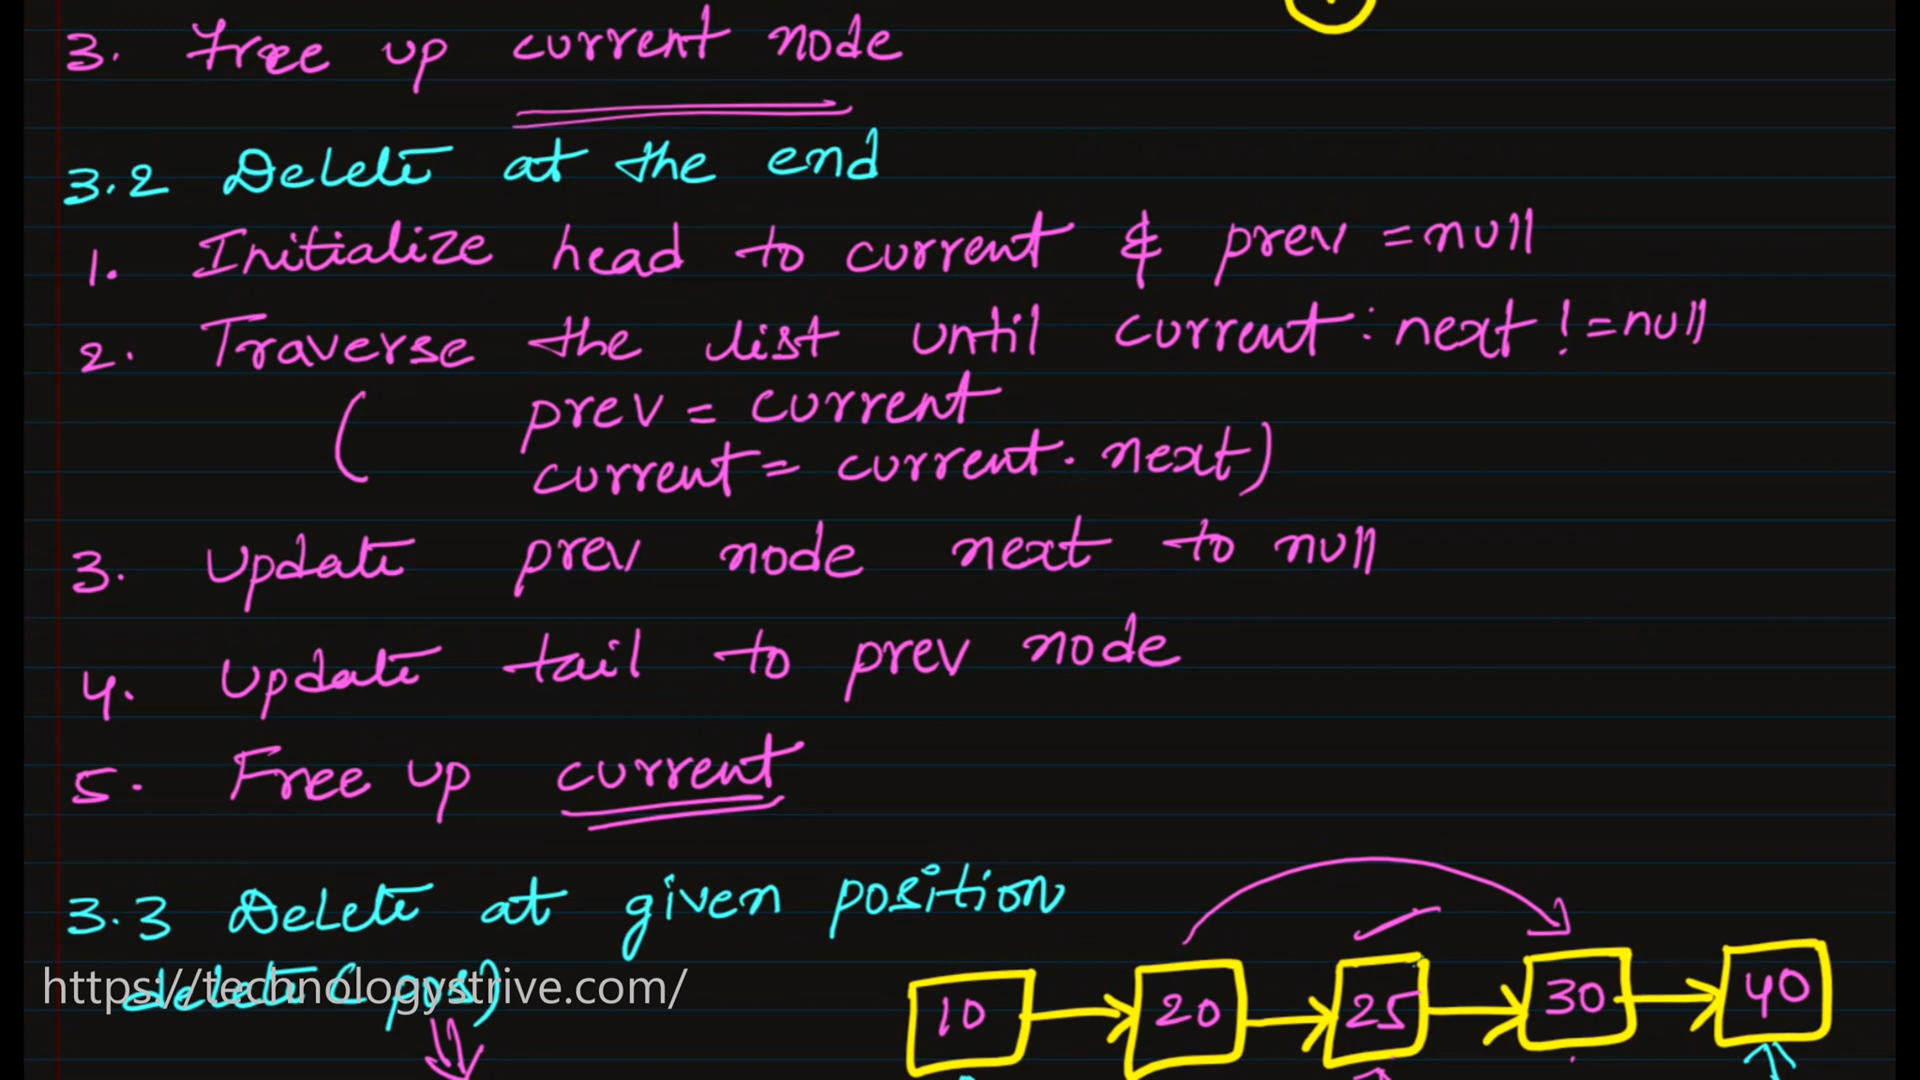 3. Free up current node
3.2 Delete at the end
1. Initialize head to current & prev = null
2. Traverse the list until current . next != null
( prev = current
current = current . next)
3. Update prev node next to null
4. Update tail to prev node
5. Free up current
3.3 Delete at given position
delete( pos)
https://technologystrive.com/
10 20 25 30 40